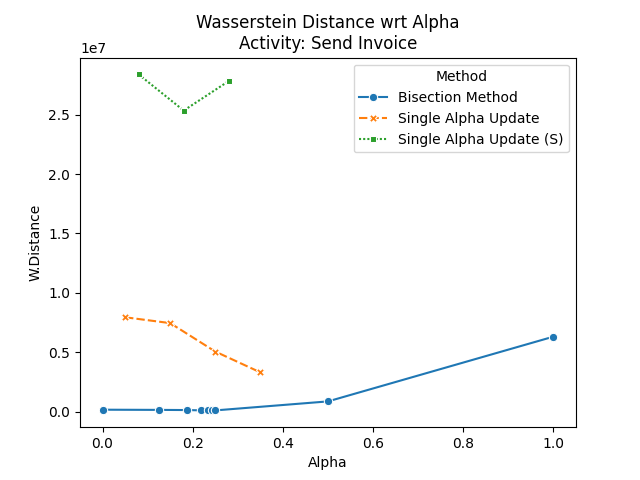 Wasserstein Distance wrt Alpha
Activity: Send Invoice
1e7
Method
Bisection Method
Single Alpha Update
Single Alpha Update (S)
W.Distance
2.5
2.0
1.5
1.0
0.5
0.0
0.0 0.2 0.4 0.6 0.8 1.0
Alpha